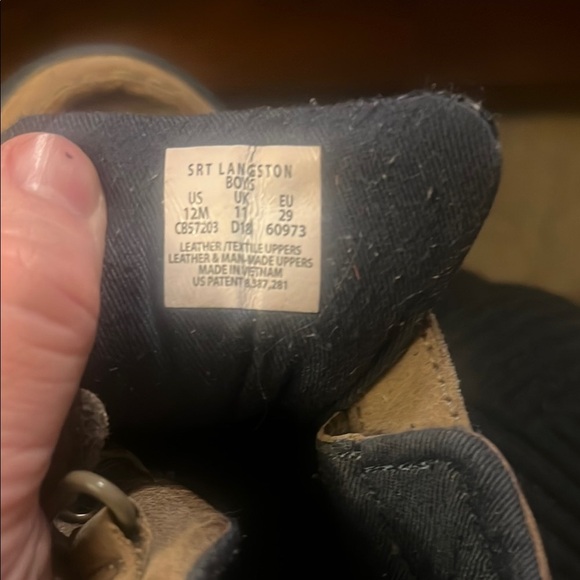 SRT LANGSTON
BOYS
US UK EU
12M 11 29
CB57203 D18 60973
LEATHER/TEXTILE UPPERS
LEATHER & MAN-MADE UPPERS
MADE IN VIETNAM
US PATENT 8,387,281